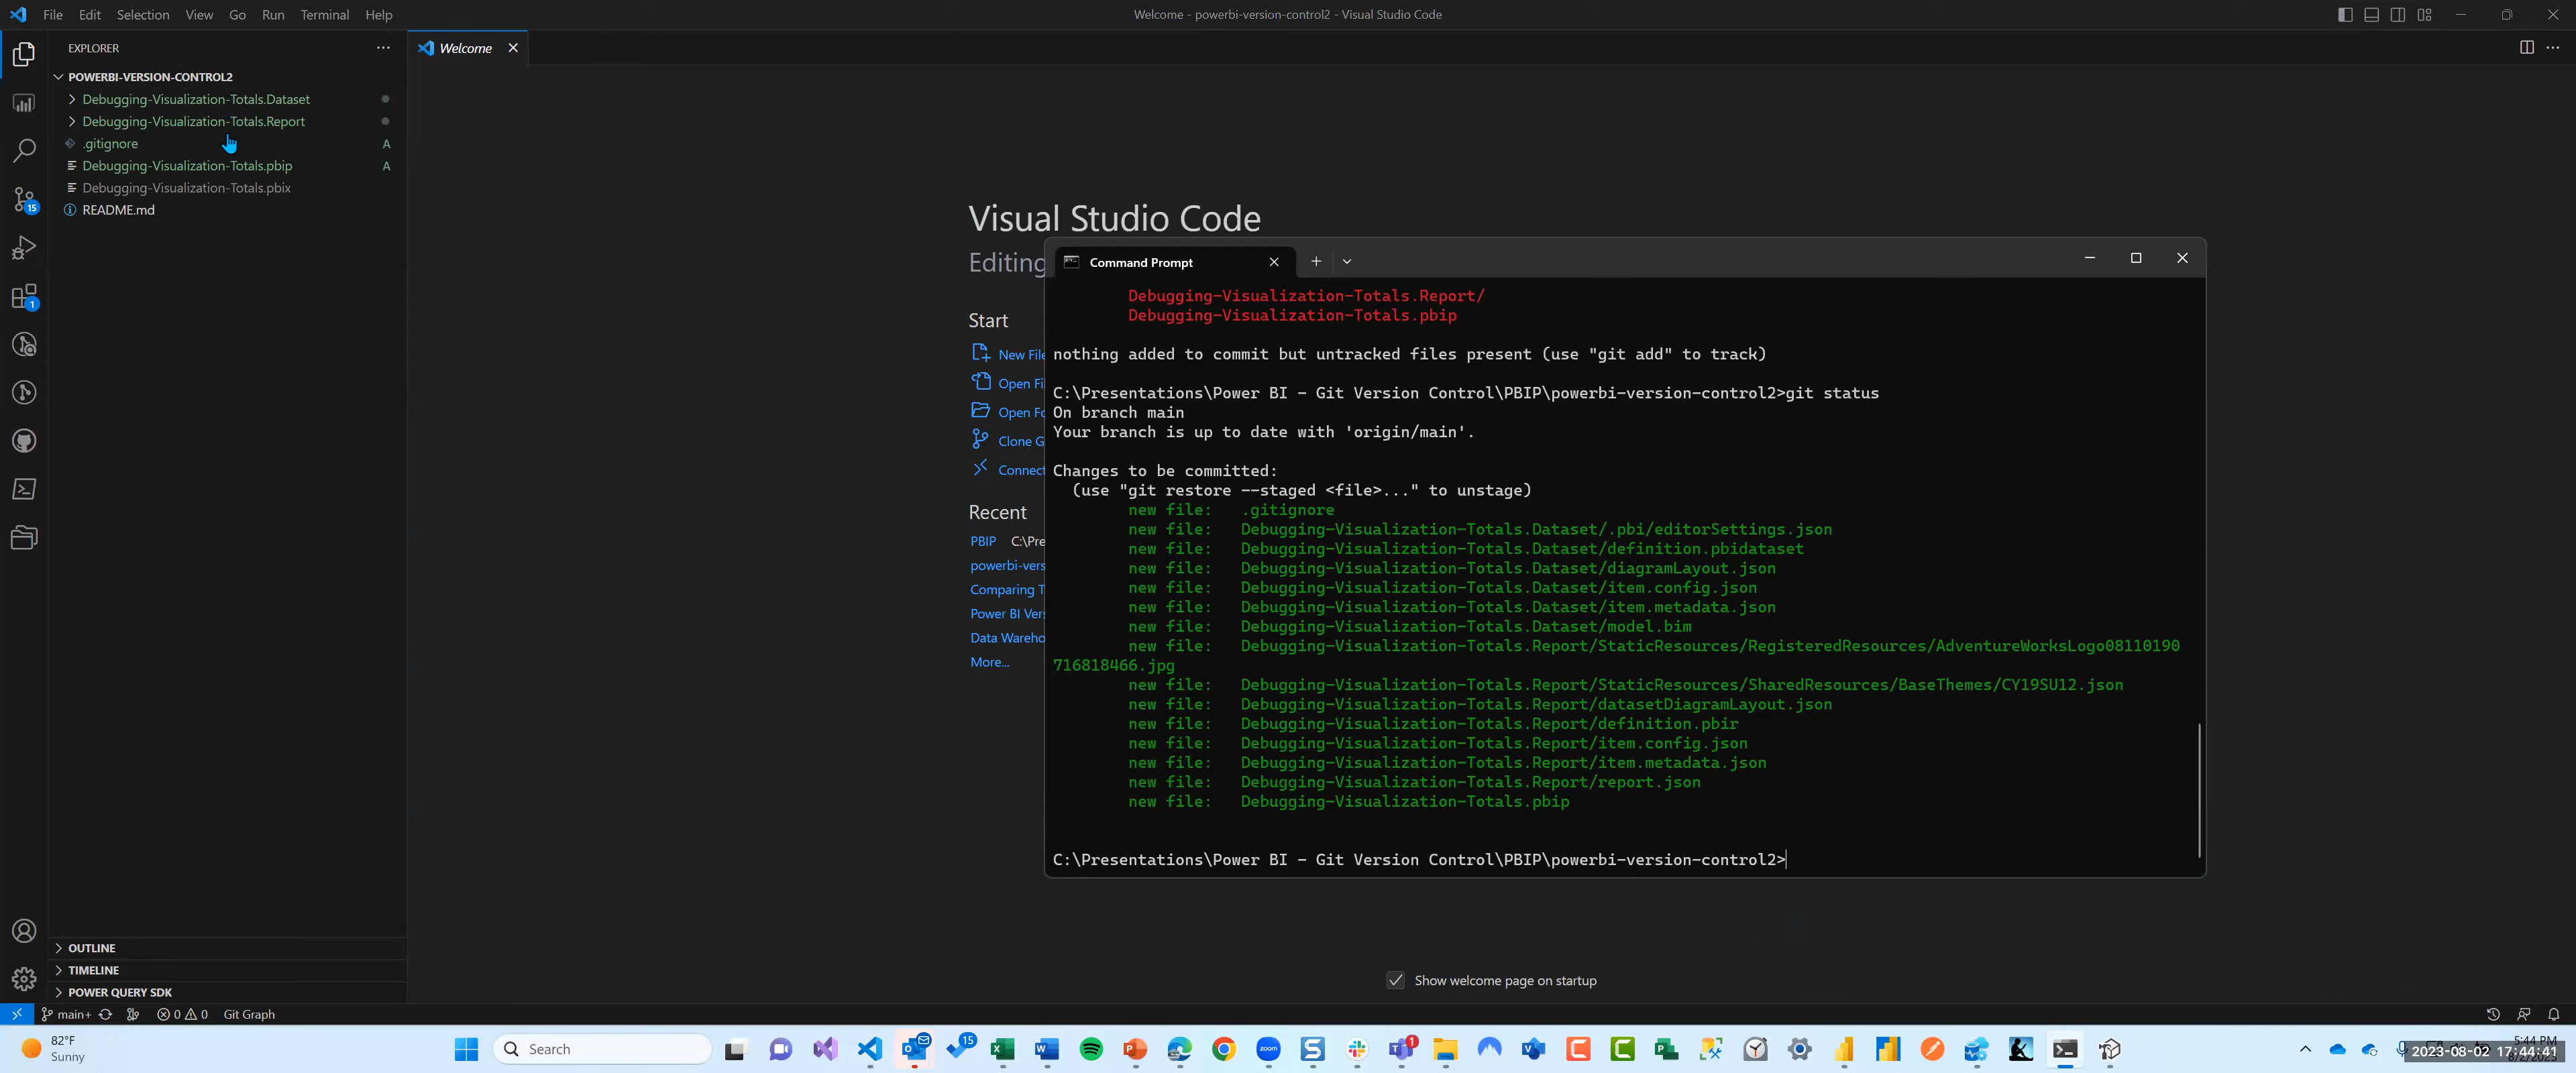 File Edit Selection View Go Run Terminal Help
Welcome - powerbi-version-control2 - Visual Studio Code
EXPLORER
Welcome
POWERBI-VERSION-CONTROL2
Debugging-Visualization-Totals.Dataset
Debugging-Visualization-Totals.Report
.gitignore A
Debugging-Visualization-Totals.pbip A
Debugging-Visualization-Totals.pbix
README.md
15
1
Visual Studio Code
Editing
Start
New File
Open Fi
Open Fo
Clone G
Connect
Recent
PBIP C:\Pre
powerbi-vers
Comparing T
Power BI Vers
Data Wareho
More...
Command Prompt
Debugging-Visualization-Totals.Report/
Debugging-Visualization-Totals.pbip
nothing added to commit but untracked files present (use "git add" to track)
C:\Presentations\Power BI - Git Version Control\PBIP\powerbi-version-control2>git status
On branch main
Your branch is up to date with 'origin/main'.
Changes to be committed:
(use "git restore --staged <file>..." to unstage)
new file: .gitignore
new file: Debugging-Visualization-Totals.Dataset/.pbi/editorSettings.json
new file: Debugging-Visualization-Totals.Dataset/definition.pbidataset
new file: Debugging-Visualization-Totals.Dataset/diagramLayout.json
new file: Debugging-Visualization-Totals.Dataset/item.config.json
new file: Debugging-Visualization-Totals.Dataset/item.metadata.json
new file: Debugging-Visualization-Totals.Dataset/model.bim
new file: Debugging-Visualization-Totals.Report/StaticResources/RegisteredResources/AdventureWorksLogo08110190
716818466.jpg
new file: Debugging-Visualization-Totals.Report/StaticResources/SharedResources/BaseThemes/CY19SU12.json
new file: Debugging-Visualization-Totals.Report/datasetDiagramLayout.json
new file: Debugging-Visualization-Totals.Report/definition.pbir
new file: Debugging-Visualization-Totals.Report/item.config.json
new file: Debugging-Visualization-Totals.Report/item.metadata.json
new file: Debugging-Visualization-Totals.Report/report.json
new file: Debugging-Visualization-Totals.pbip
C:\Presentations\Power BI - Git Version Control\PBIP\powerbi-version-control2>
OUTLINE
TIMELINE
POWER QUERY SDK
Show welcome page on startup
main+ 0 0 Git Graph
82°F
Sunny
Search
15
zoom
1
5:44 PM
2023-08-02 17:44:41